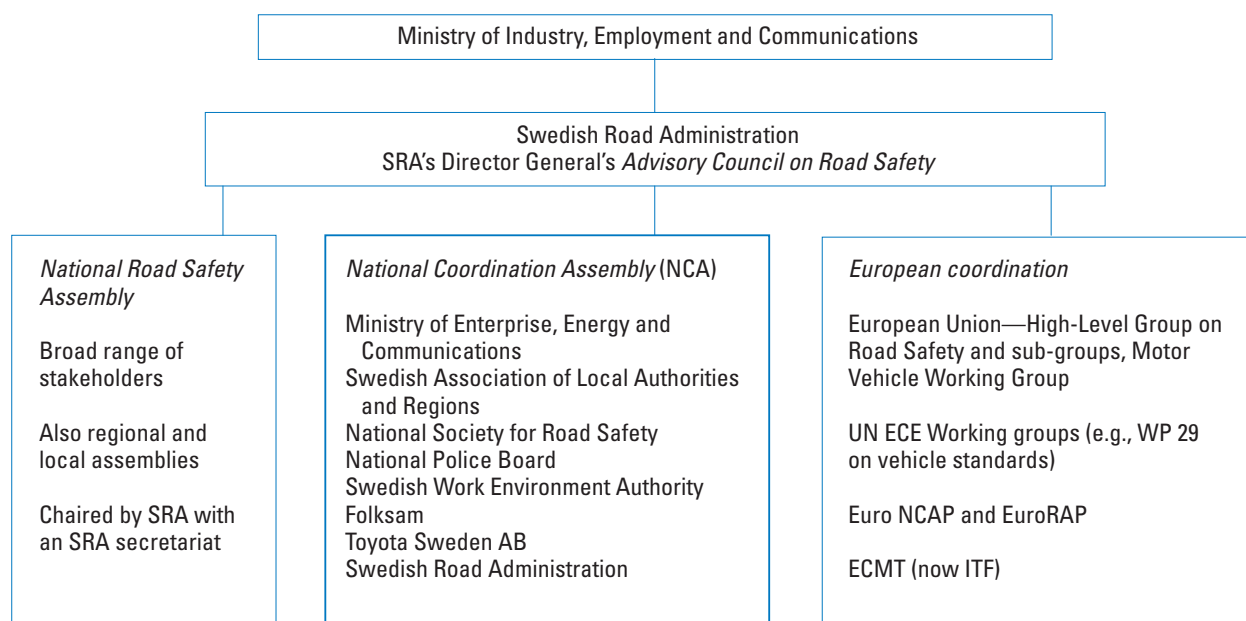 Ministry of Industry, Employment and Communications
Swedish Road Administration
SRA’s Director General’s Advisory Council on Road Safety
National Road Safety
Assembly
Broad range of
stakeholders
Also regional and
local assemblies
Chaired by SRA with
an SRA secretariat
National Coordination Assembly (NCA)
Ministry of Enterprise, Energy and
Communications
Swedish Association of Local Authorities
and Regions
National Society for Road Safety
National Police Board
Swedish Work Environment Authority
Folksam
Toyota Sweden AB
Swedish Road Administration
European coordination
European Union—High-Level Group on
Road Safety and sub-groups, Motor
Vehicle Working Group
UN ECE Working groups (e.g., WP 29
on vehicle standards)
Euro NCAP and EuroRAP
ECMT (now ITF)